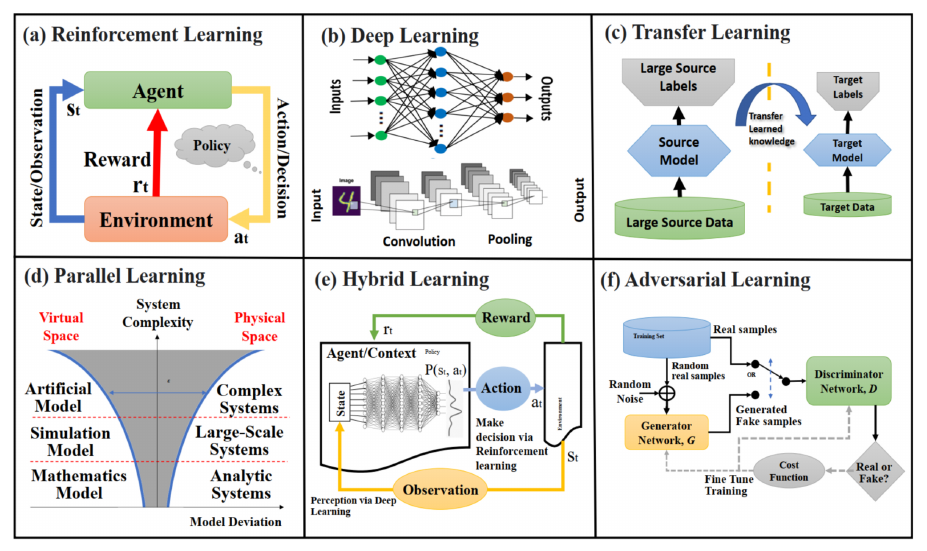 (a) Reinforcement Learning
State/Observation
st
Agent
Reward
rt
Policy
Environment
at
Action/Decision
(b) Deep Learning
Inputs
Outputs
Image
Input
Convolution
Pooling
Output
(c) Transfer Learning
Large Source
Labels
Source
Model
Large Source Data
Transfer
Learned
knowledge
Target
Labels
Target
Model
Target Data
(d) Parallel Learning
Virtual
Space
System
Complexity
Physical
Space
Artificial
Model
Complex
Systems
Simulation
Model
Large-Scale
Systems
Mathematics
Model
Analytic
Systems
Model Deviation
(e) Hybrid Learning
Reward
rt
Agent/Context
Policy
P(St, at)
State
Action
at
Environment
Make
decision via
Reinforcement
learning
St
Observation
Perception via Deep
Learning
(f) Adversarial Learning
Training Set
Real samples
Random
real samples
OR
Random
Noise
Generator
Network, G
Generated
Fake samples
Discriminator
Network, D
Fine Tune
Training
Cost
Function
Real or
Fake?